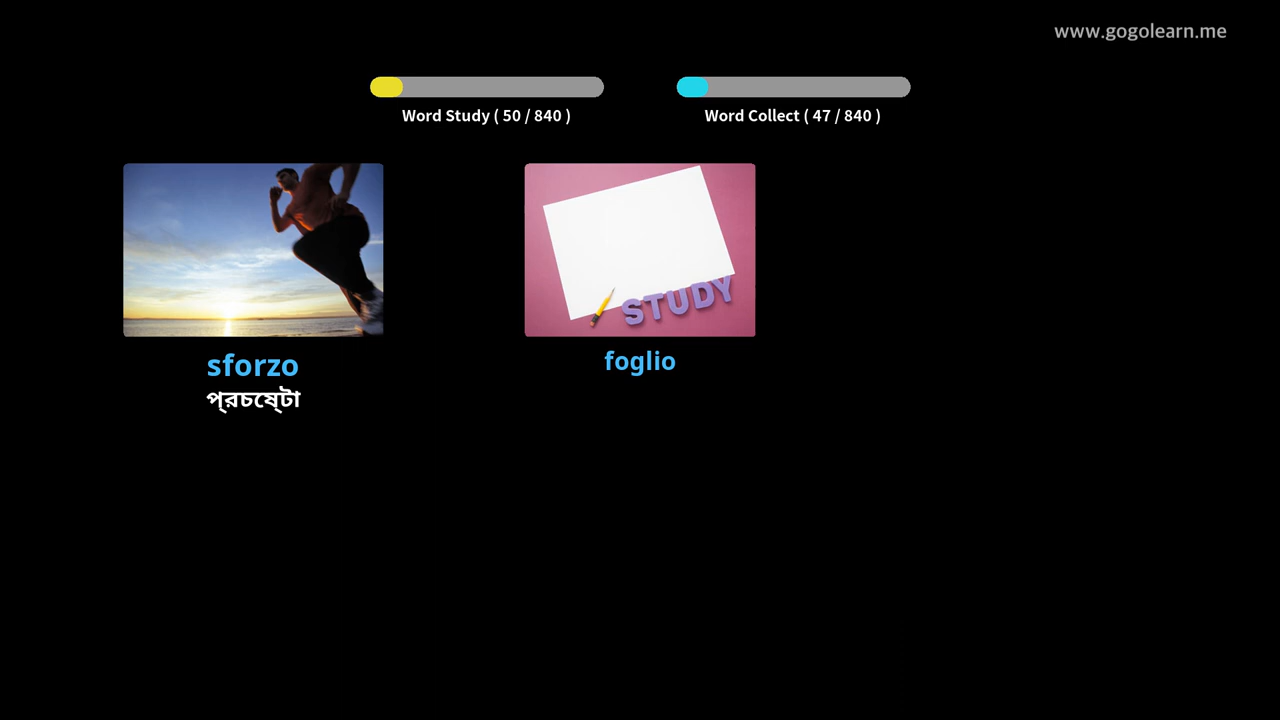 www.gogolearn.me
Word Study ( 50 / 840 )
Word Collect ( 47 / 840 )
STUDY
sforzo
foglio
প্রচেষ্টা